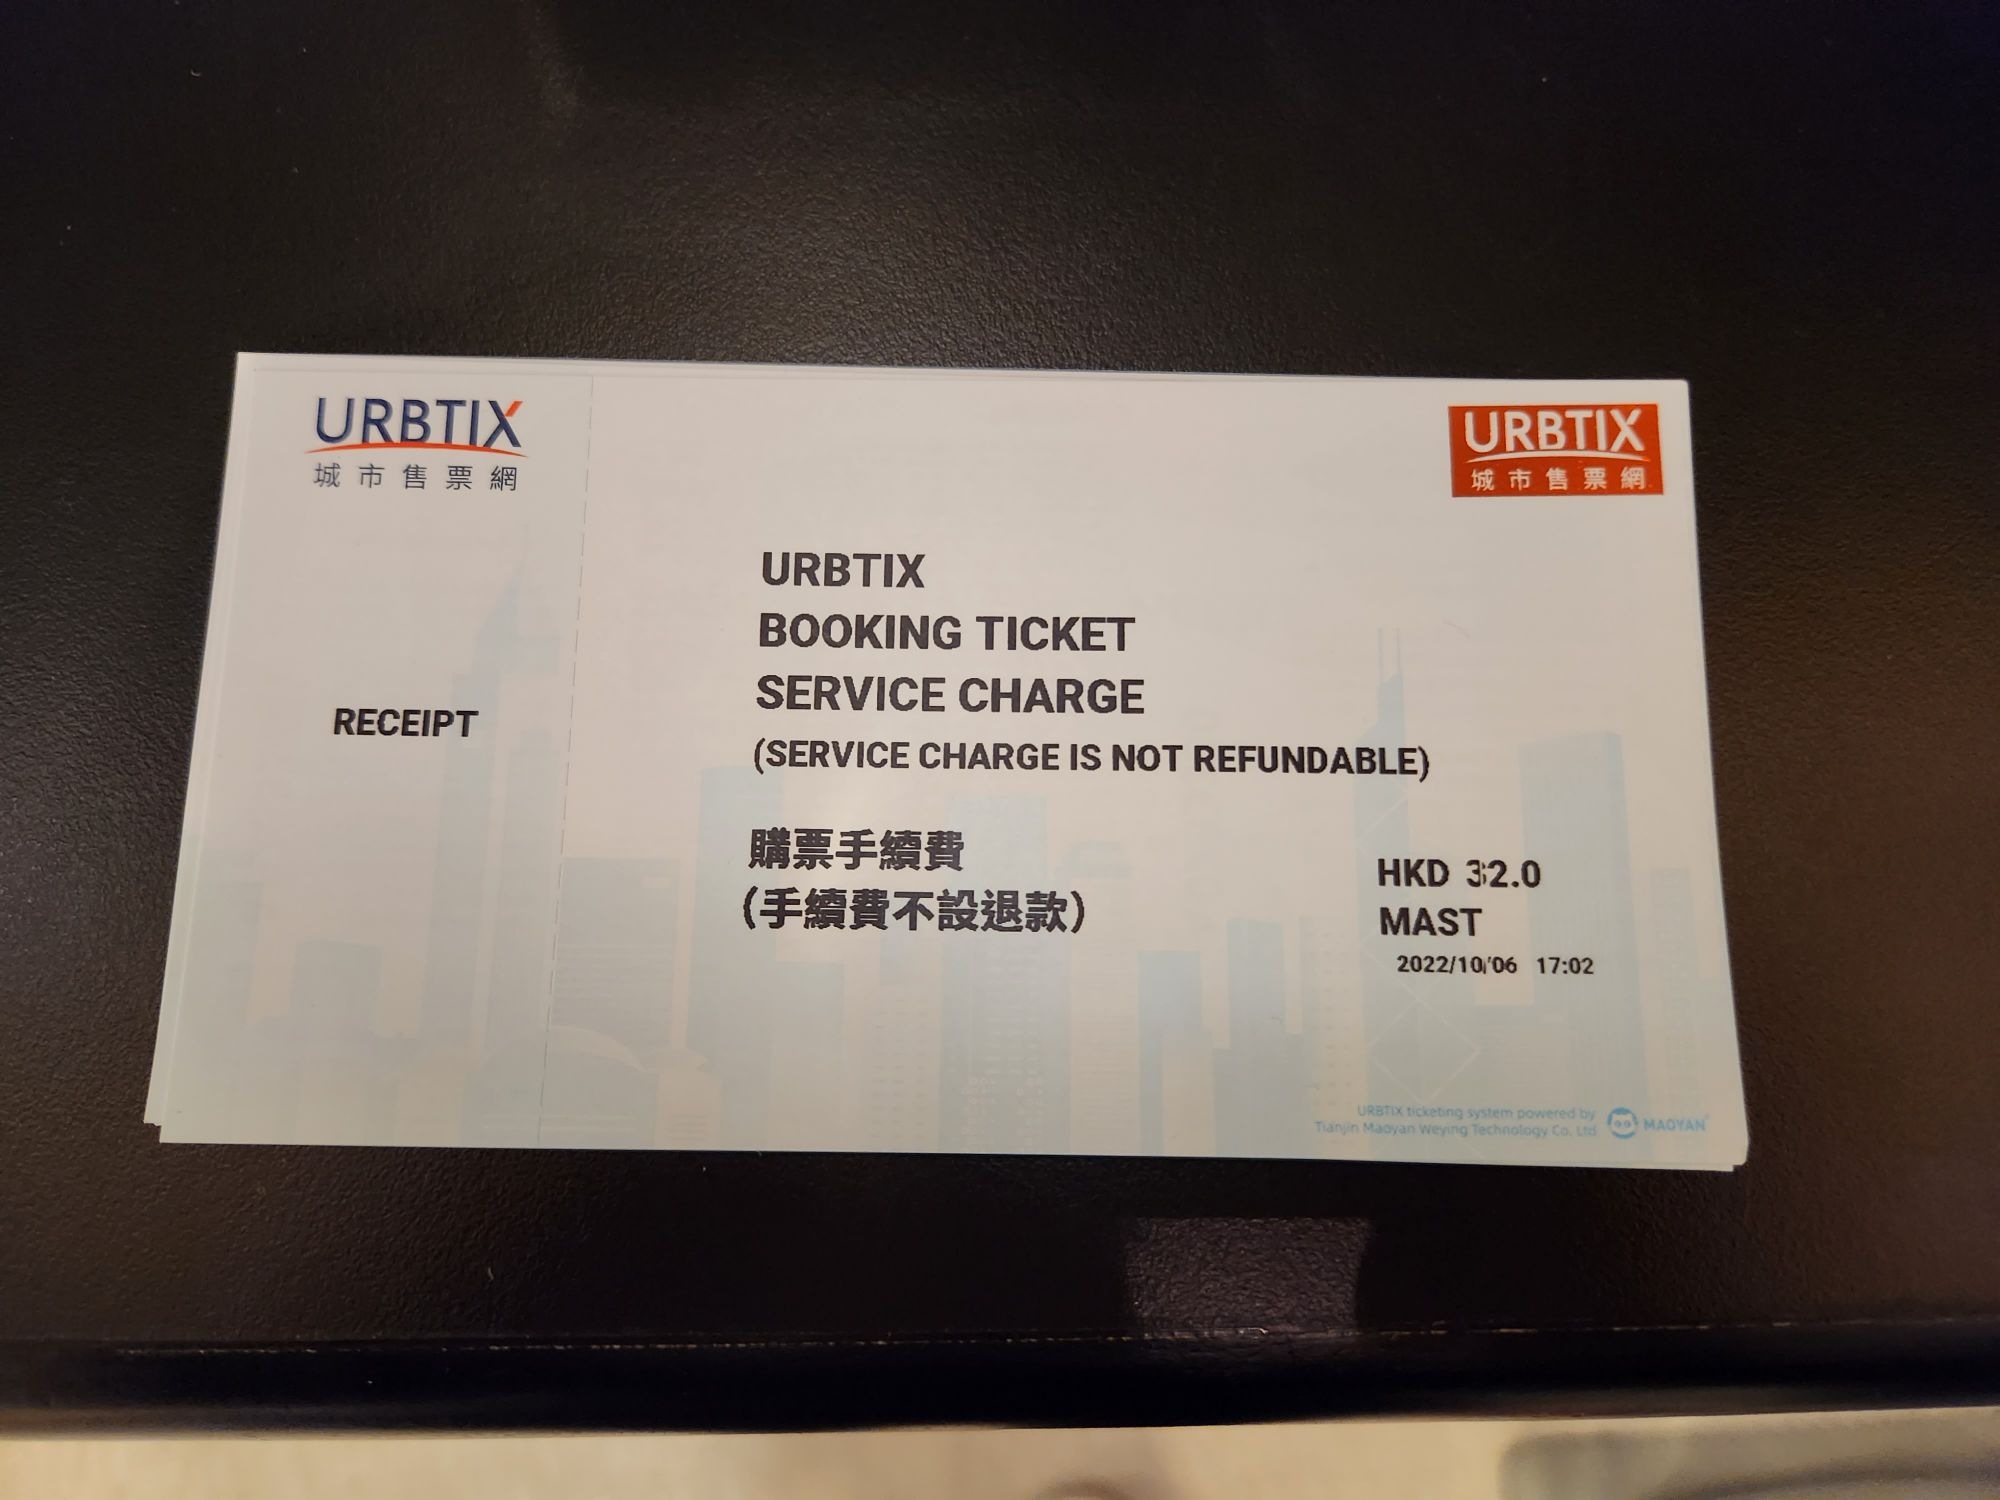 URBTIX
城市售票網
RECEIPT
URBTIX
城市售票網
URBTIX
BOOKING TICKET
SERVICE CHARGE
(SERVICE CHARGE IS NOT REFUNDABLE)
購票手續費
(手續費不設退款)
HKD 32.0
MAST
2022/10/06 17:02
URBTIX ticketing system powered by
Tianjin Maoyan Weying Technology Co. Ltd
MAOYAN